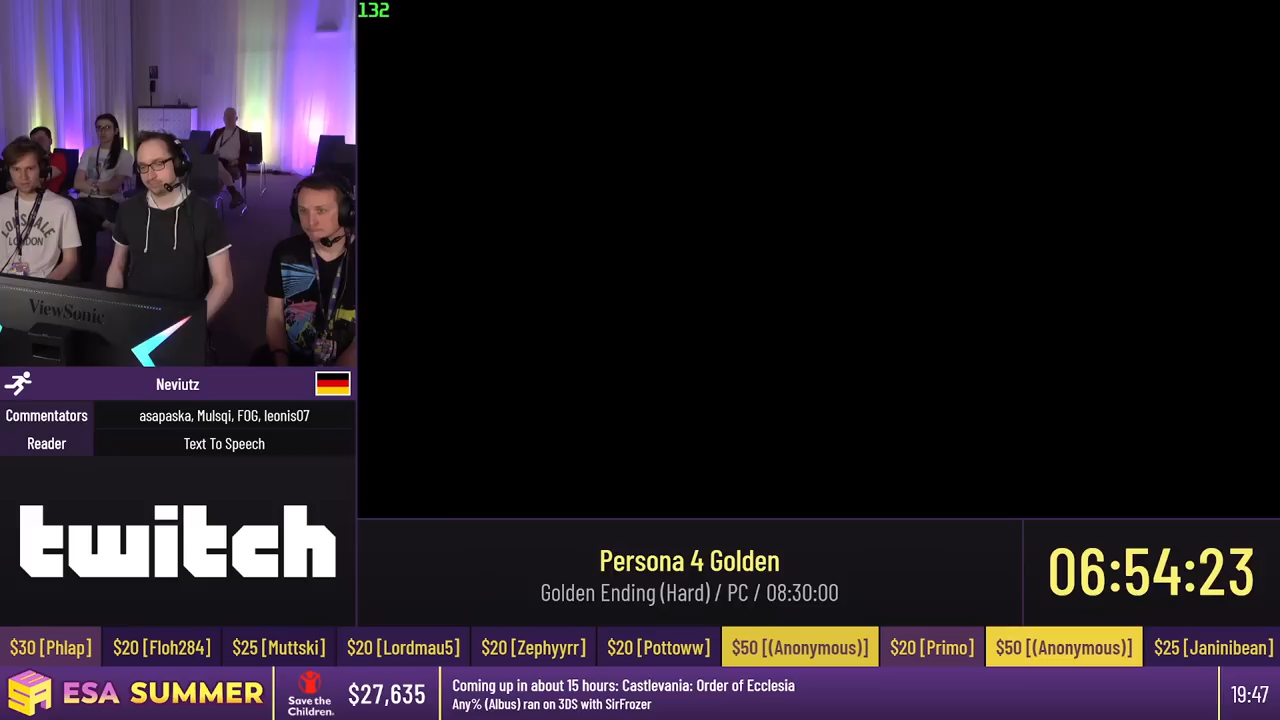 132
LONSDALE
LONDON
ViewSonic
Neviutz
Commentators
asapaska, Mulsqi, FOG, leonis07
Reader
Text To Speech
twitch
Persona 4 Golden
Golden Ending (Hard) / PC / 08:30:00
06:54:23
$30 [Phlap]
$20 [Floh284]
$25 [Muttski]
$20 [Lordmau5]
$20 [Zephyyrr]
$20 [Pottoww]
$50 [(Anonymous)]
$20 [Primo]
$50 [(Anonymous)]
$25 [Janinibean]
ESA SUMMER
Save the
Children.
$27,635
Coming up in about 15 hours: Castlevania: Order of Ecclesia
Any% (Albus) ran on 3DS with SirFrozer
19:47